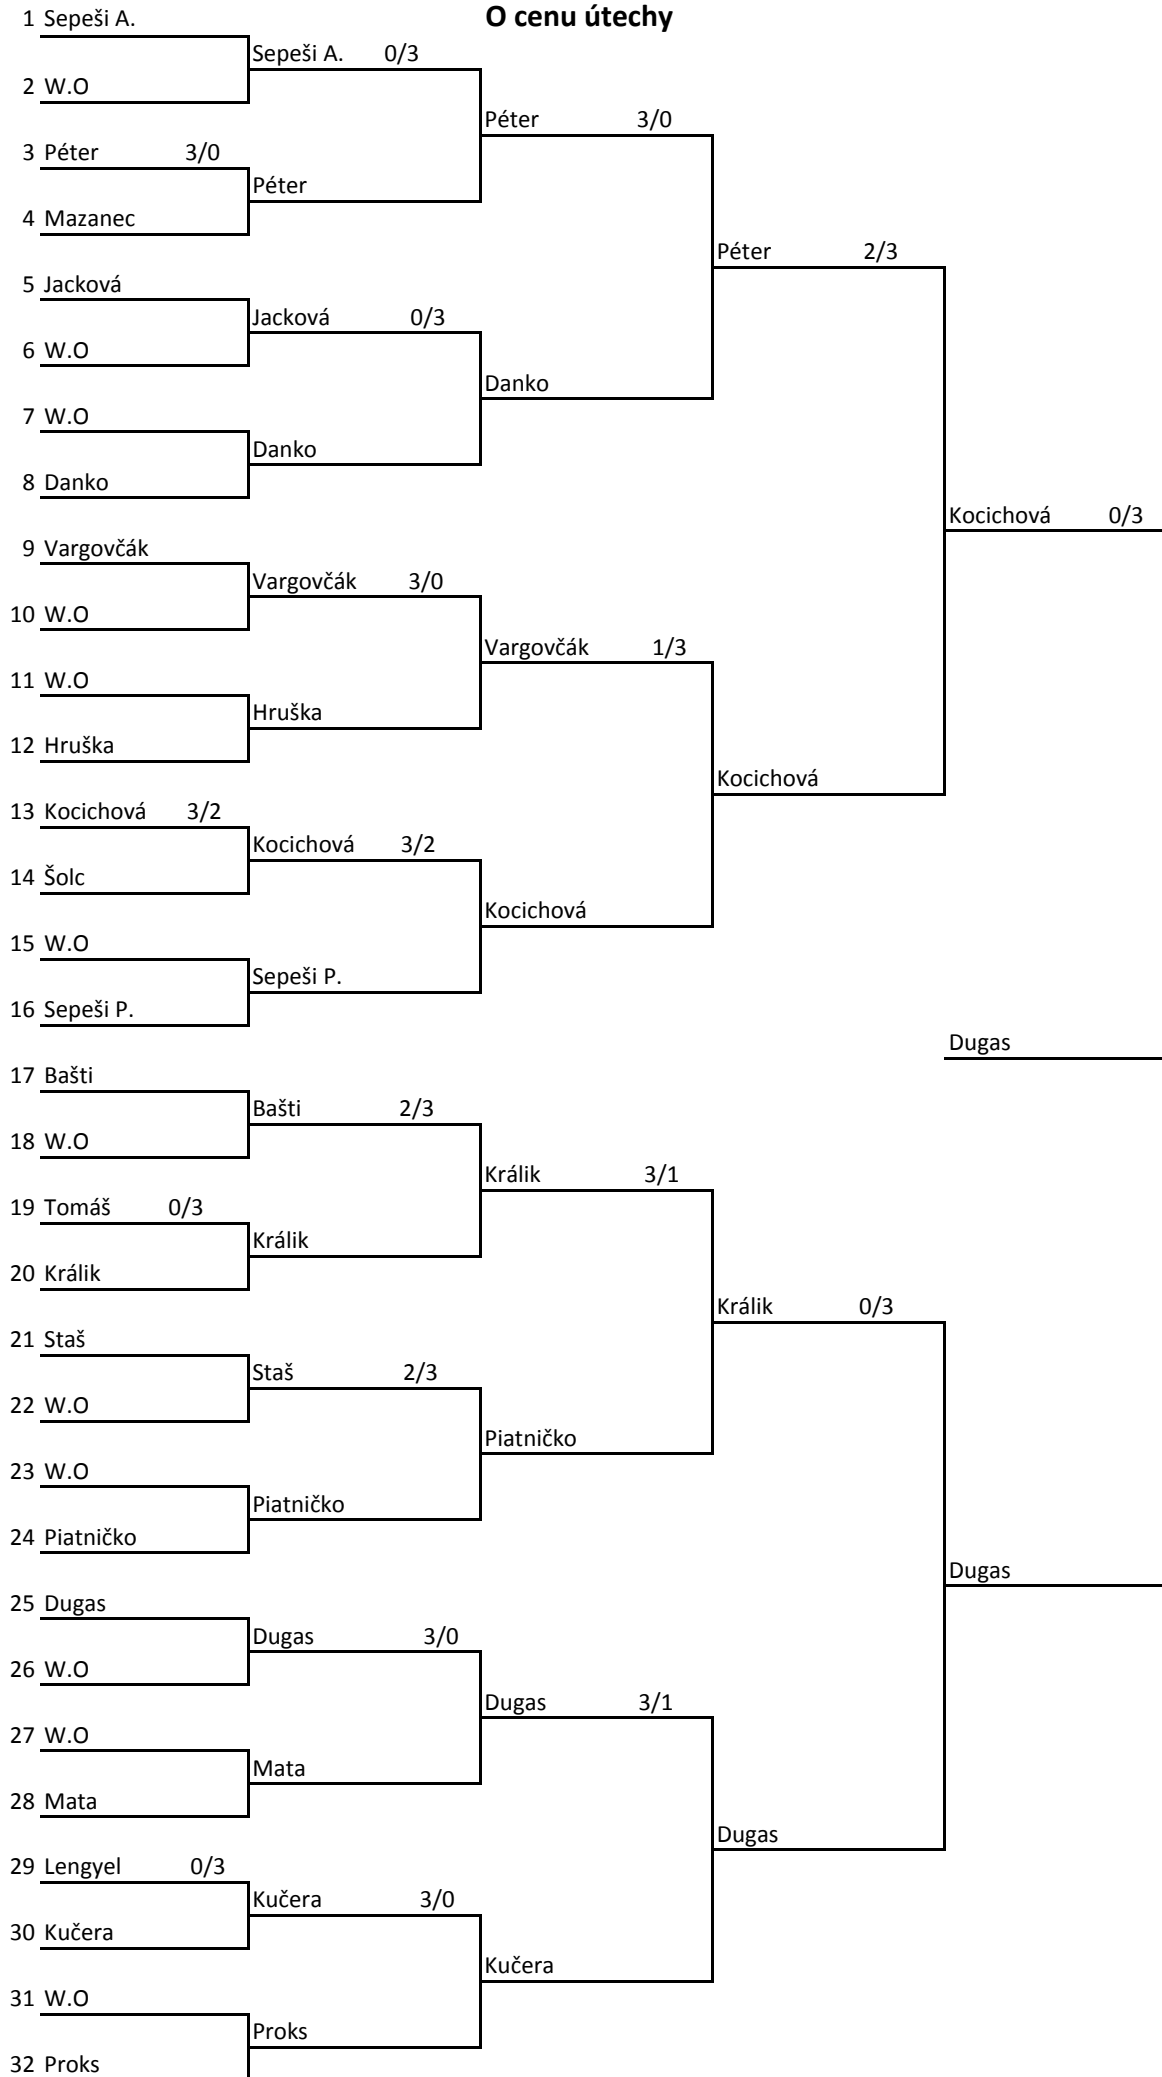 O cenu útechy
1 Sepeši A.
Sepeši A. 0/3
2 W.O
Péter 3/0
3 Péter 3/0
Péter
4 Mazanec
Péter 2/3
5 Jacková
Jacková 0/3
6 W.O
Danko
7 W.O
Danko
8 Danko
Kocichová 0/3
9 Vargovčák
Vargovčák 3/0
10 W.O
Vargovčák 1/3
11 W.O
Hruška
12 Hruška
Kocichová
13 Kocichová 3/2
Kocichová 3/2
14 Šolc
Kocichová
15 W.O
Sepeši P.
16 Sepeši P.
Dugas
17 Bašti
Bašti 2/3
18 W.O
Králik 3/1
19 Tomáš 0/3
Králik
20 Králik
Králik 0/3
21 Staš
Staš 2/3
22 W.O
Piatničko
23 W.O
Piatničko
24 Piatničko
Dugas
25 Dugas
Dugas 3/0
26 W.O
Dugas 3/1
27 W.O
Mata
28 Mata
Dugas
29 Lengyel 0/3
Kučera 3/0
30 Kučera
Kučera
31 W.O
Proks
32 Proks